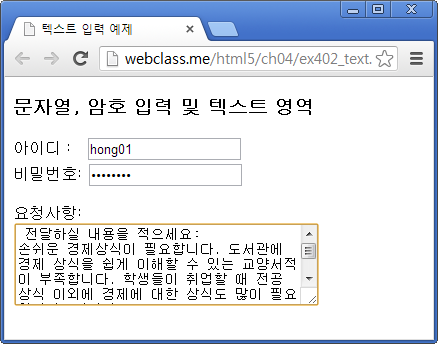 텍스트 입력 예제
webclass.me/html5/ch04/ex402_text.
문자열, 암호 입력 및 텍스트 영역
아이디 : hong01
비밀번호: ••••••••
요청사항:
전달하실 내용을 적으세요:
손쉬운 경제상식이 필요합니다. 도서관에
경제 상식을 쉽게 이해할 수 있는 교양서적
이 부족합니다. 학생들이 취업할 때 전공
상식 이외에 경제에 대한 상식도 많이 필요